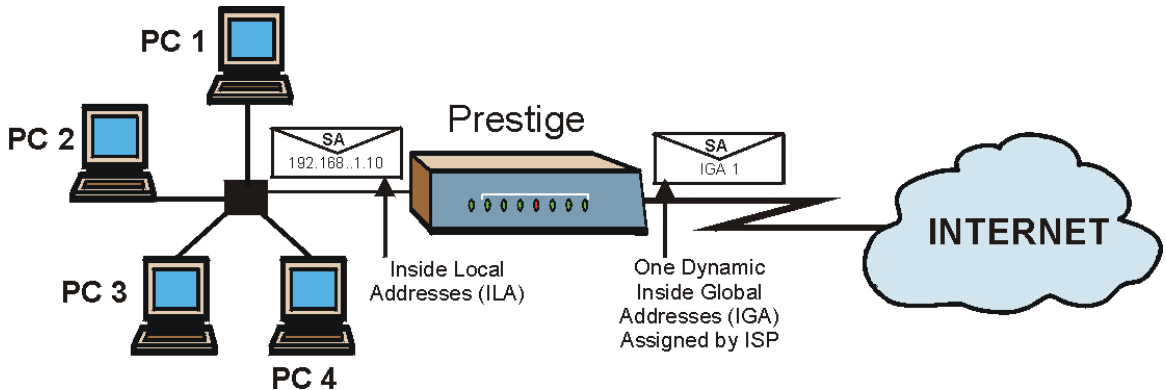 PC 1
PC 2
PC 3
PC 4
SA
192.168..1.10
Prestige
SA
IGA 1
Inside Local
Addresses (ILA)
One Dynamic
Inside Global
Addresses (IGA)
Assigned by ISP
INTERNET